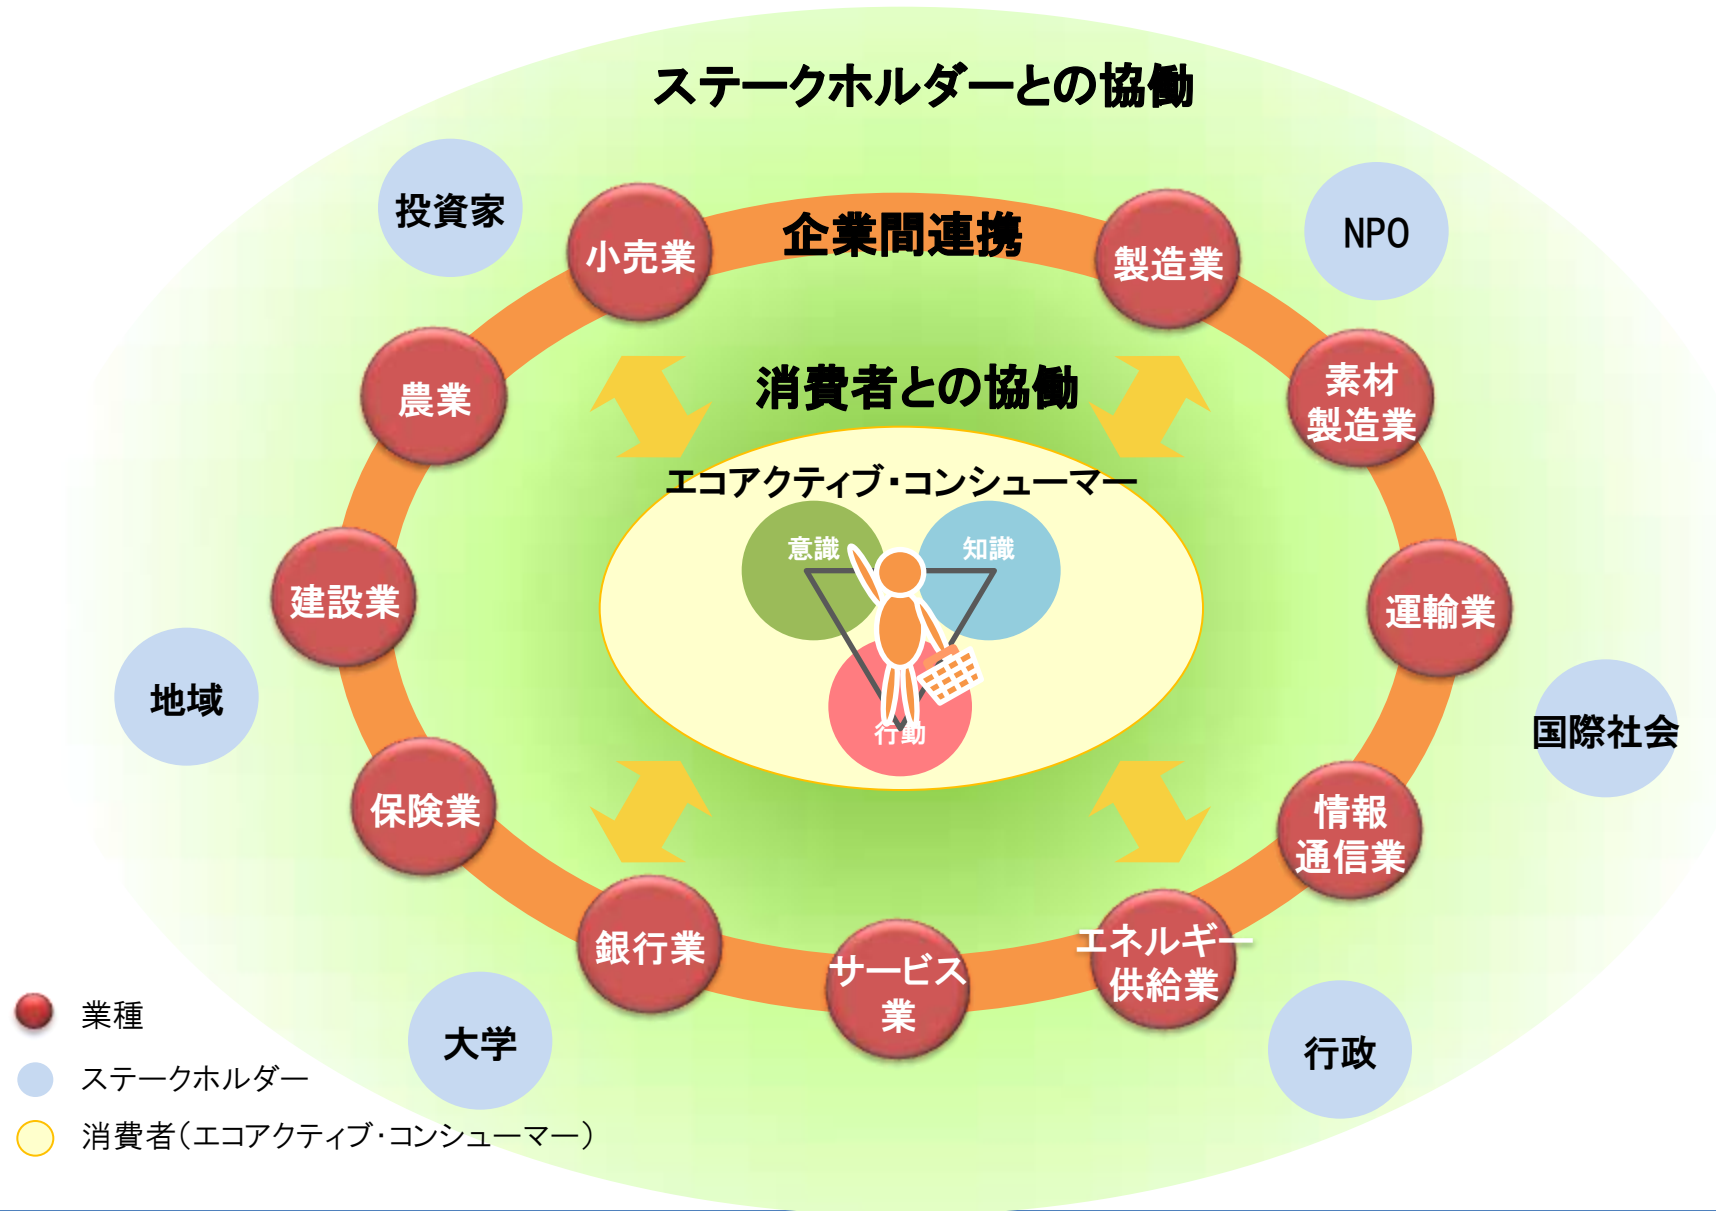 ステークホルダーとの協働
投資家
NPO
小売業
企業間連携
製造業
農業
消費者との協働
素材
製造業
エコアクティブ・コンシューマー
意識
知識
建設業
運輸業
地域
行動
国際社会
保険業
情報
通信業
銀行業
サービス
業
エネルギー
供給業
大学
行政
業種
ステークホルダー
消費者(エコアクティブ・コンシューマー)